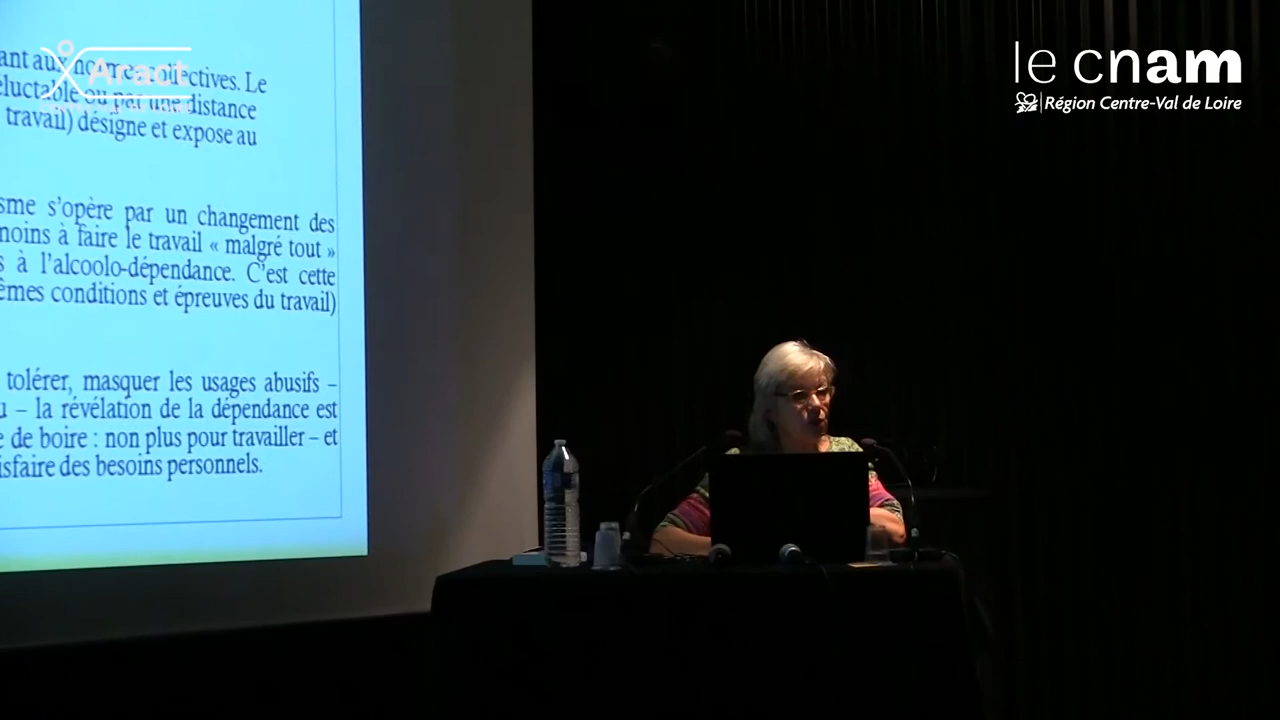 ant aux normes collectives. Le
éluctable ou par une distance
travail) désigne et expose au
sme s’opère par un changement des
moins à faire le travail « malgré tout »
s à l’alcoolo-dépendance. C’est cette
êmes conditions et épreuves du travail)
tolérer, masquer les usages abusifs –
u – la révélation de la dépendance est
e de boire : non plus pour travailler – et
isfaire des besoins personnels.
Aract
le cnam
Région Centre-Val de Loire